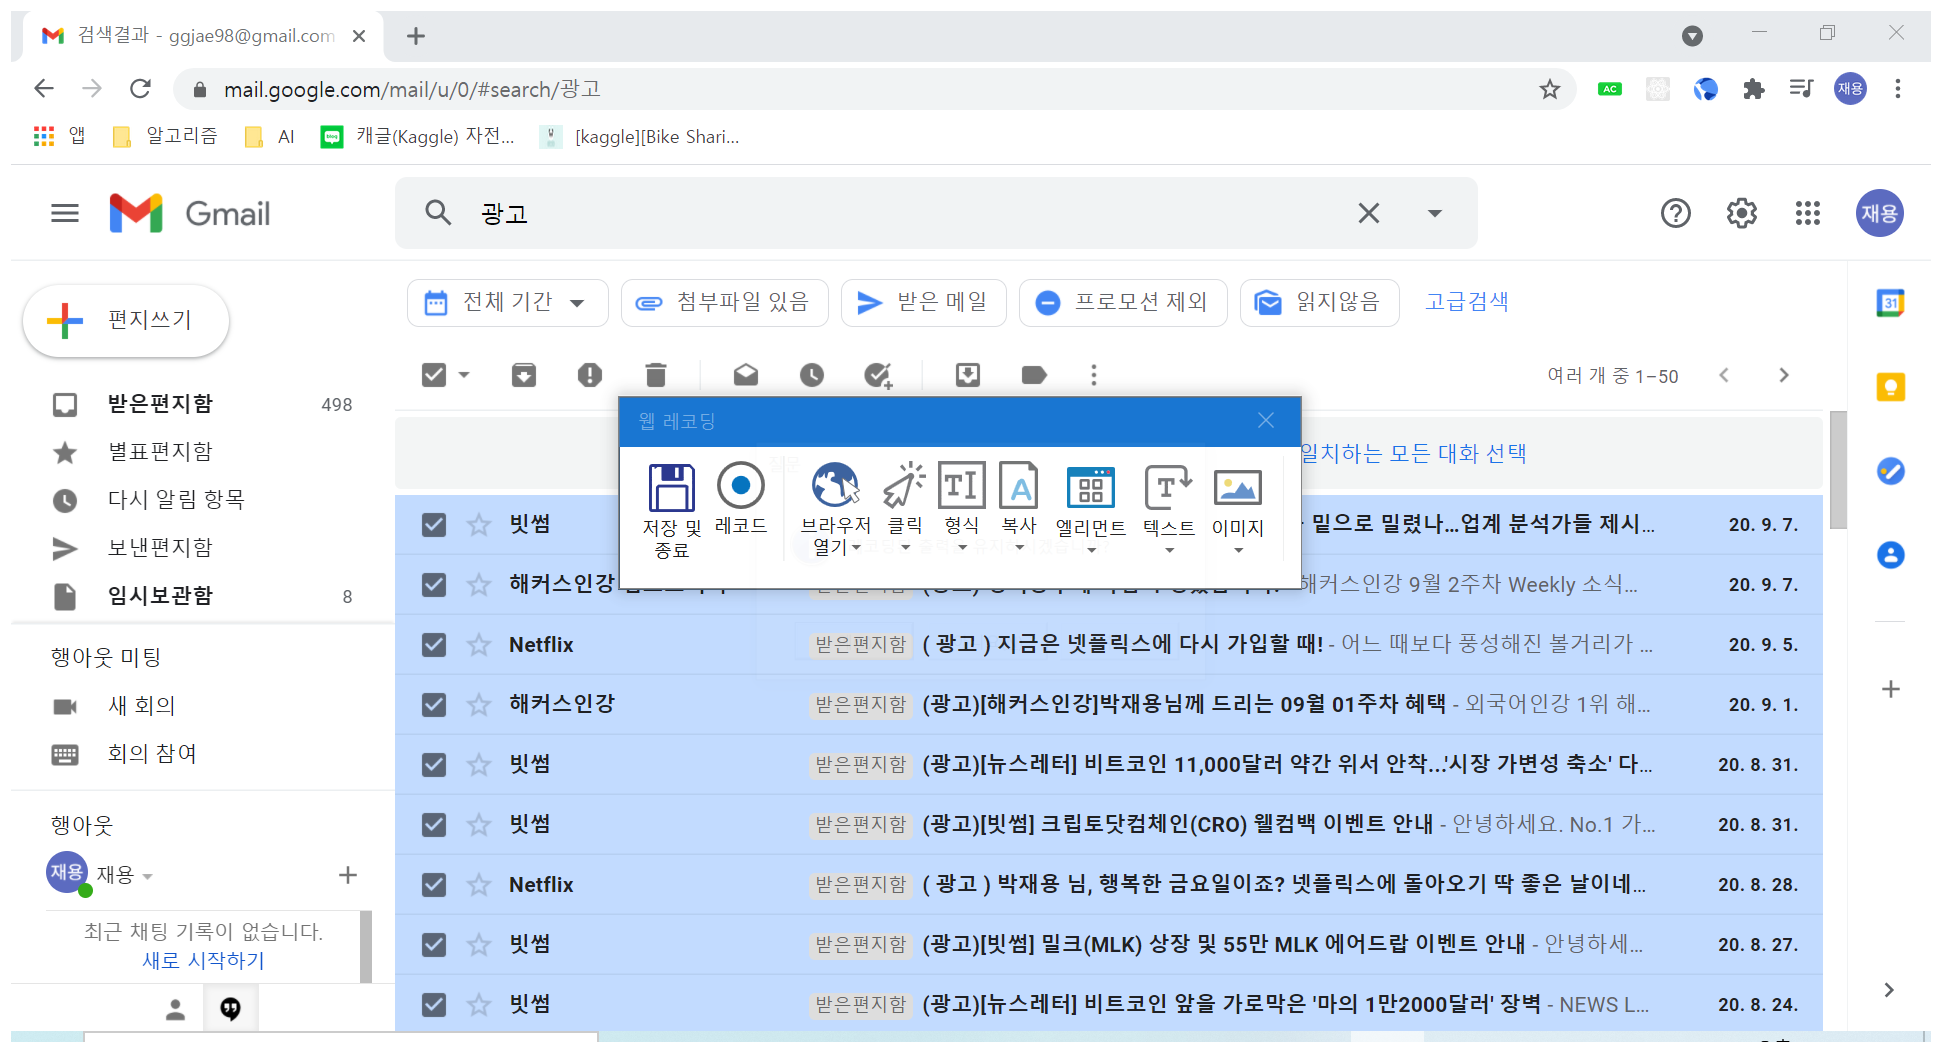 검색결과 - ggjae98@gmail.com
mail.google.com/mail/u/0/#search/광고
AC
재용
앱
알고리즘
AI
캐글(Kaggle) 자전...
[kaggle][Bike Shari...
Gmail
광고
재용
편지쓰기
전체 기간
첨부파일 있음
받은 메일
프로모션 제외
읽지않음
고급검색
31
여러 개 중 1–50
받은편지함 498
별표편지함
다시 알림 항목
보낸편지함
임시보관함 8
행아웃 미팅
새 회의
회의 참여
행아웃
재용
재용
최근 채팅 기록이 없습니다.
새로 시작하기
웹 레코딩
저장 및 종료
레코드
브라우저 열기
클릭
형식
복사
엘리먼트
텍스트
이미지
일치하는 모든 대화 선택
빗썸 밑으로 밀렸나...업계 분석가들 제시... 20. 9. 7.
해커스인강 해커스인강 9월 2주차 Weekly 소식... 20. 9. 7.
Netflix 받은편지함 ( 광고 ) 지금은 넷플릭스에 다시 가입할 때! - 어느 때보다 풍성해진 볼거리가 ... 20. 9. 5.
해커스인강 받은편지함 (광고)[해커스인강]박재용님께 드리는 09월 01주차 혜택 - 외국어인강 1위 해... 20. 9. 1.
빗썸 받은편지함 (광고)[뉴스레터] 비트코인 11,000달러 약간 위서 안착...'시장 가변성 축소' 다... 20. 8. 31.
빗썸 받은편지함 (광고)[빗썸] 크립토닷컴체인(CRO) 웰컴백 이벤트 안내 - 안녕하세요. No.1 가... 20. 8. 31.
Netflix 받은편지함 ( 광고 ) 박재용 님, 행복한 금요일이죠? 넷플릭스에 돌아오기 딱 좋은 날이네... 20. 8. 28.
빗썸 받은편지함 (광고)[빗썸] 밀크(MLK) 상장 및 55만 MLK 에어드랍 이벤트 안내 - 안녕하세... 20. 8. 27.
빗썸 받은편지함 (광고)[뉴스레터] 비트코인 앞을 가로막은 '마의 1만2000달러' 장벽 - NEWS L... 20. 8. 24.